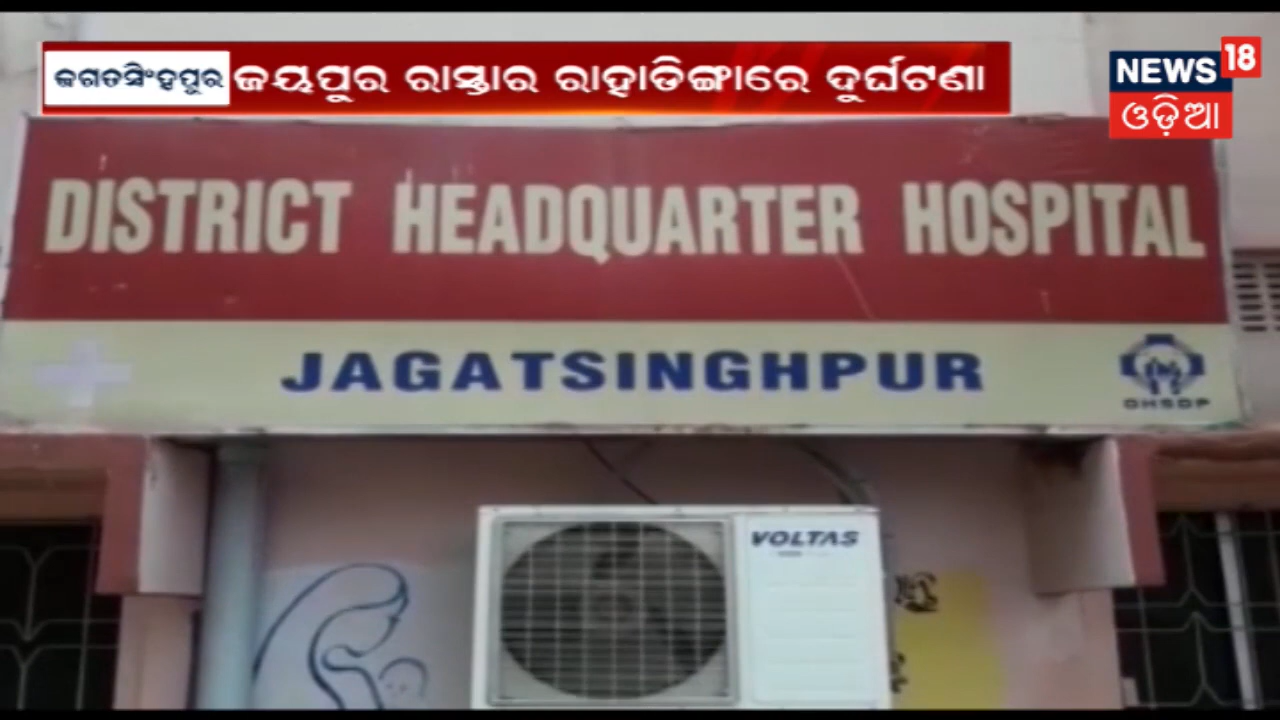 ଜଗତସିଂହପୁର ଜୟପୁର ରାସ୍ତାର ରାହାଡିଙ୍ଗାରେ ଦୁର୍ଘଟଣା
NEWS 18
ଓଡ଼ିଆ
DISTRICT HEADQUARTER HOSPITAL
JAGATSINGHPUR
OHSDP
VOLTAS